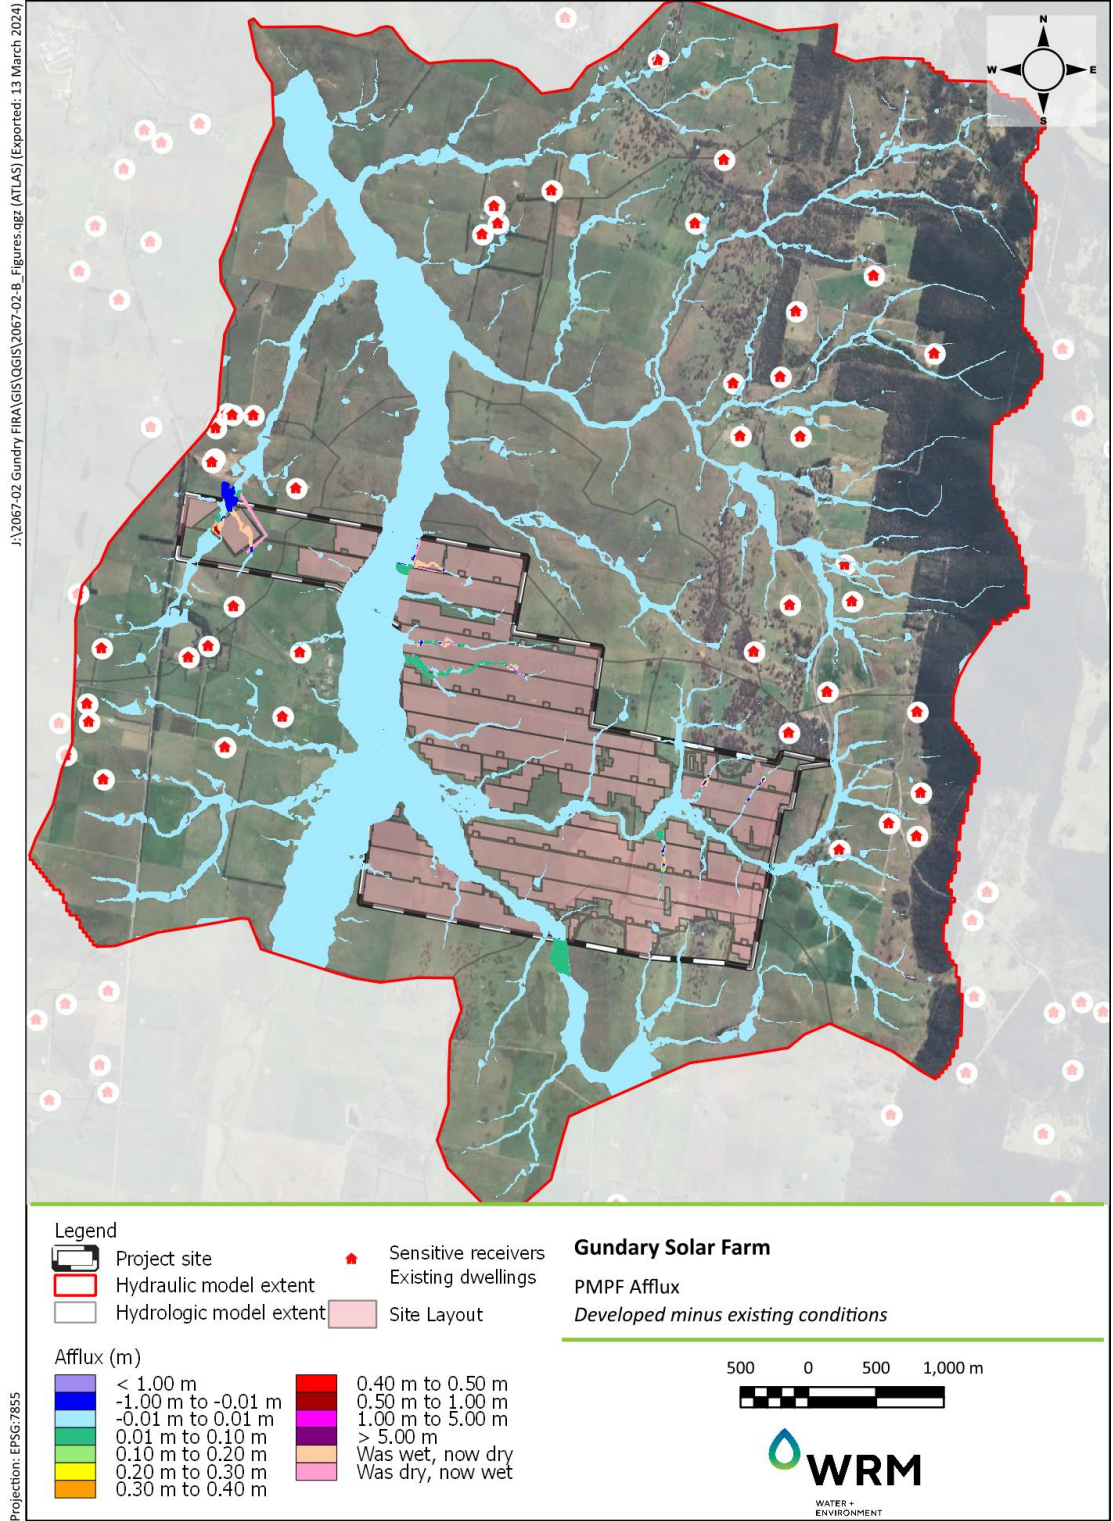 J:\2067-02 Gundry FIRA\GIS\QGIS\2067-02-B_Figures.qgz (ATLAS) (Exported: 13 March 2024)
Projection: EPSG:7855
N
W
E
S
Legend
Project site
Hydraulic model extent
Hydrologic model extent
Sensitive receivers
Existing dwellings
Site Layout
Afflux (m)
< 1.00 m
-1.00 m to -0.01 m
-0.01 m to 0.01 m
0.01 m to 0.10 m
0.10 m to 0.20 m
0.20 m to 0.30 m
0.30 m to 0.40 m
0.40 m to 0.50 m
0.50 m to 1.00 m
1.00 m to 5.00 m
> 5.00 m
Was wet, now dry
Was dry, now wet
Gundary Solar Farm
PMPF Afflux
Developed minus existing conditions
500 0 500 1,000 m
WRM
WATER +
ENVIRONMENT